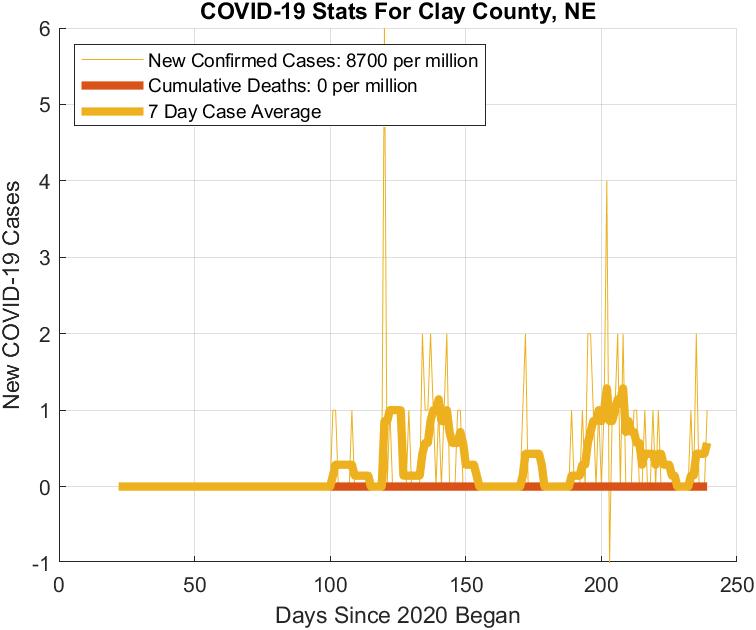 COVID-19 Stats For Clay County, NE
New Confirmed Cases: 8700 per million
Cumulative Deaths: 0 per million
7 Day Case Average
New COVID-19 Cases
6
5
4
3
2
1
0
-1
0 50 100 150 200 250
Days Since 2020 Began